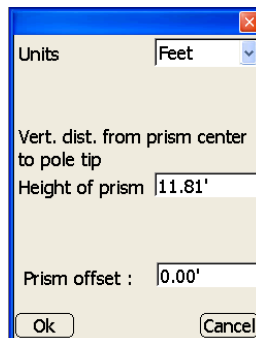 Units Feet
Vert. dist. from prism center
to pole tip
Height of prism 11.81'
Prism offset : 0.00'
Ok Cancel